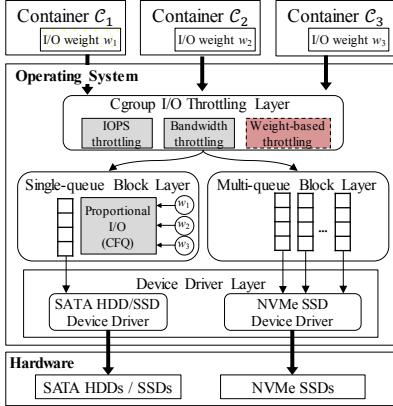 Container 𝒞₁
I/O weight w₁
Container 𝒞₂
I/O weight w₂
Container 𝒞₃
I/O weight w₃
Operating System
Cgroup I/O Throttling Layer
IOPS
throttling
Bandwidth
throttling
Weight-based
throttling
Single-queue Block Layer
Proportional
I/O
(CFQ)
w₁
w₂
w₃
Multi-queue Block Layer
...
Device Driver Layer
SATA HDD/SSD
Device Driver
NVMe SSD
Device Driver
Hardware
SATA HDDs / SSDs
NVMe SSDs